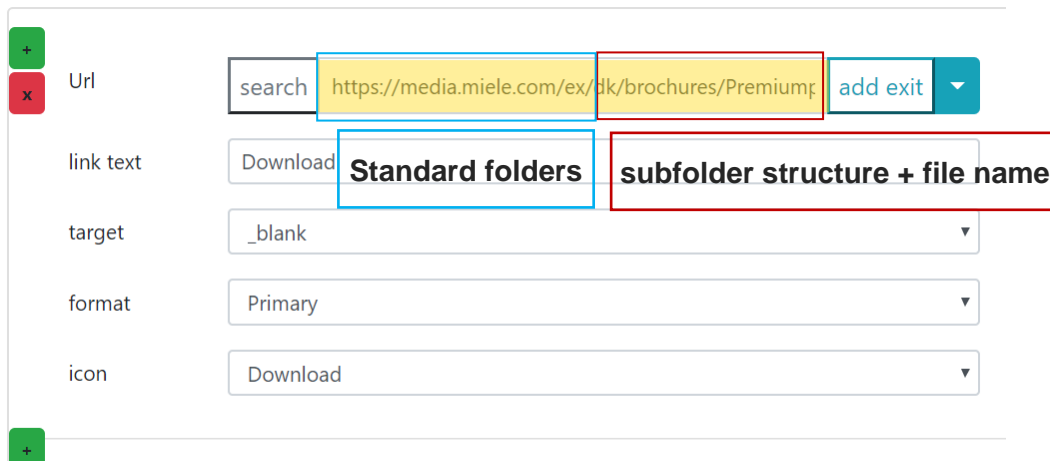 +
x
Url
search https://media.miele.com/ex/dk/brochures/Premiump add exit
link text Download
Standard folders
subfolder structure + file name
target _blank
format Primary
icon Download
+